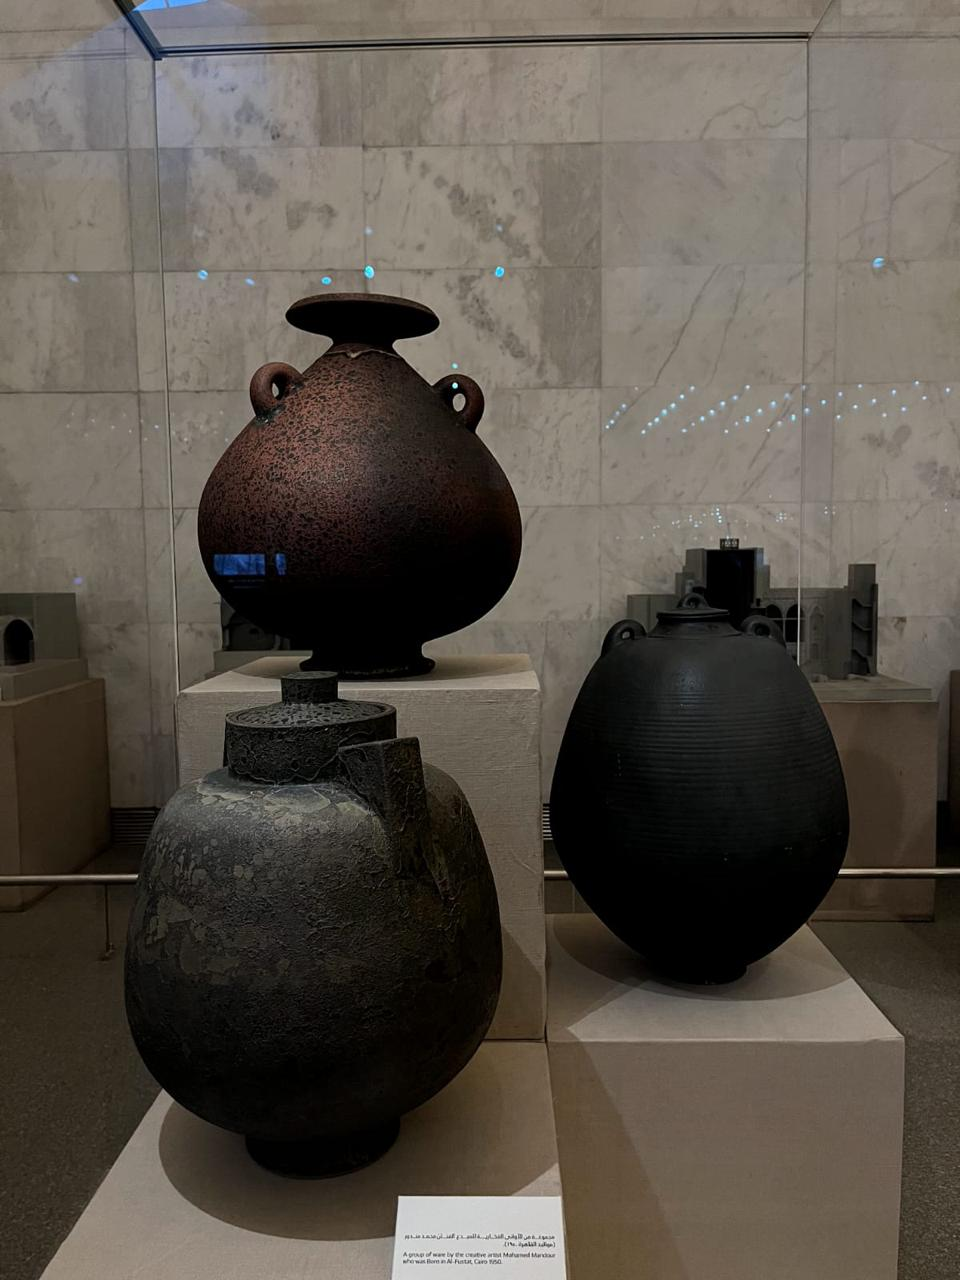 مجموعة من الأواني الفخارية للمبدع الفنان محمد مندور
(مواليد القاهرة ١٩٥٠).
A group of ware by the creative artist Mohamed Mandour
who was Born in Al-Fustat, Cairo 1950.